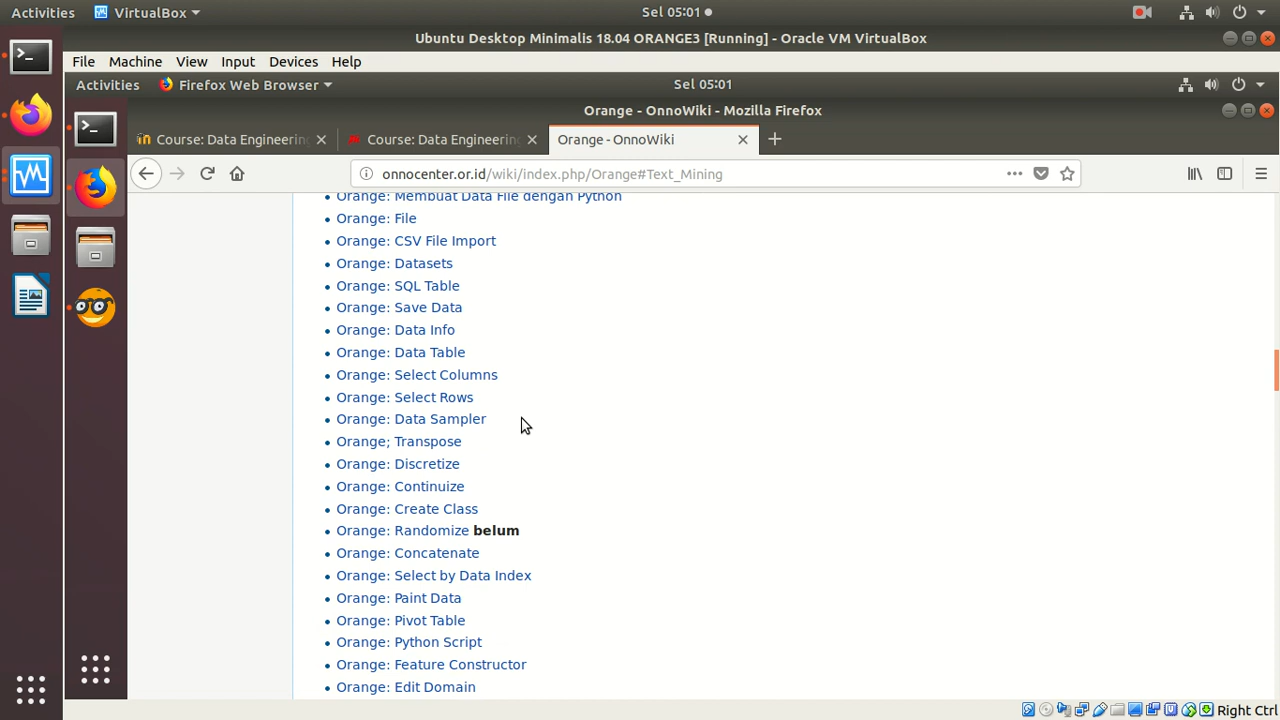 Activities
VirtualBox
Sel 05:01
Ubuntu Desktop Minimalis 18.04 ORANGE3 [Running] - Oracle VM VirtualBox
File Machine View Input Devices Help
Activities
Firefox Web Browser
Sel 05:01
Orange - OnnoWiki - Mozilla Firefox
Course: Data Engineering
Course: Data Engineering
Orange - OnnoWiki
onnocenter.or.id/wiki/index.php/Orange#Text_Mining
Orange: Membuat Data File dengan Python
Orange: File
Orange: CSV File Import
Orange: Datasets
Orange: SQL Table
Orange: Save Data
Orange: Data Info
Orange: Data Table
Orange: Select Columns
Orange: Select Rows
Orange: Data Sampler
Orange; Transpose
Orange: Discretize
Orange: Continuize
Orange: Create Class
Orange: Randomize belum
Orange: Concatenate
Orange: Select by Data Index
Orange: Paint Data
Orange: Pivot Table
Orange: Python Script
Orange: Feature Constructor
Orange: Edit Domain
Right Ctrl